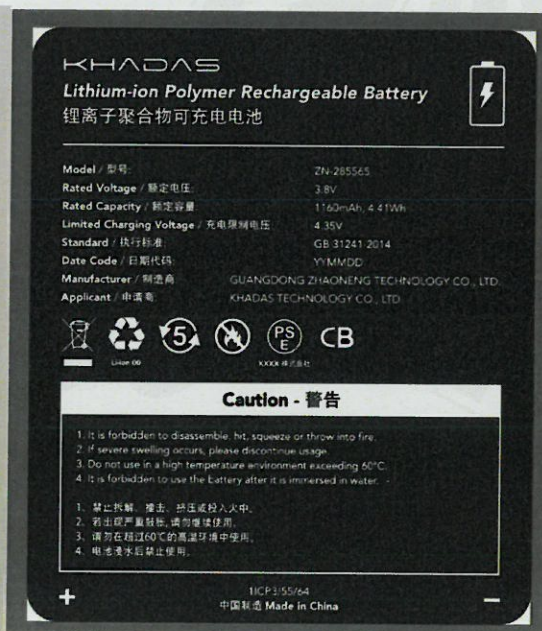 KHADAS
Lithium-ion Polymer Rechargeable Battery
锂离子聚合物可充电电池
Model / 型号: ZN-285565
Rated Voltage / 额定电压: 3.8V
Rated Capacity / 额定容量 1160mAh, 4.41Wh
Limited Charging Voltage / 充电限制电压 4.35V
Standard / 执行标准: GB 31241-2014
Date Code / 日期代码: YYMMDD
Manufacturer / 制造商 GUANGDONG ZHAONENG TECHNOLOGY CO., LTD.
Applicant / 申请商: KHADAS TECHNOLOGY CO., LTD.
5 PS E CB
Li-ion 00 XXXX 株式会社
Caution - 警告
1. It is forbidden to disassemble, hit, squeeze or throw into fire.
2. If severe swelling occurs, please discontinue usage.
3. Do not use in a high temperature environment exceeding 60°C.
4. It is forbidden to use the battery after it is immersed in water.
1. 禁止拆解、撞击、挤压或投入火中.
2. 若出现严重鼓胀, 请勿继续使用.
3. 请勿在超过60℃的高温环境中使用.
4. 电池浸水后禁止使用.
+ 1ICP3/55/64 −
中国制造 Made in China